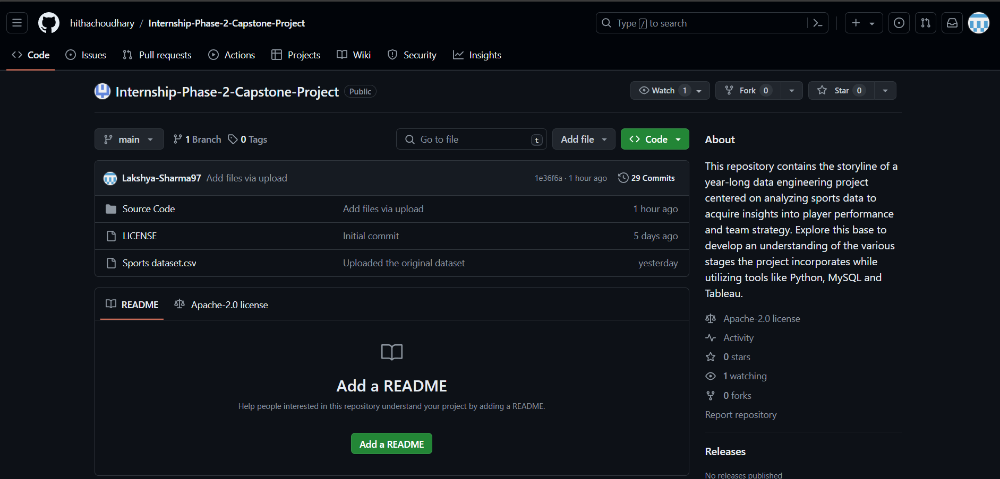 hithachoudhary / Internship-Phase-2-Capstone-Project
Type / to search
Code Issues Pull requests Actions Projects Wiki Security Insights
Internship-Phase-2-Capstone-Project Public
Watch 1 Fork 0 Star 0
main 1 Branch 0 Tags
Go to file t
Add file
Code
Lakshya-Sharma97 Add files via upload 1e36f6a · 1 hour ago 29 Commits
Source Code Add files via upload 1 hour ago
LICENSE Initial commit 5 days ago
Sports dataset.csv Uploaded the original dataset yesterday
README Apache-2.0 license
Add a README
Help people interested in this repository understand your project by adding a README.
Add a README
About
This repository contains the storyline of a
year-long data engineering project
centered on analyzing sports data to
acquire insights into player performance
and team strategy. Explore this base to
develop an understanding of the various
stages the project incorporates while
utilizing tools like Python, MySQL and
Tableau.
Apache-2.0 license
Activity
0 stars
1 watching
0 forks
Report repository
Releases
No releases published